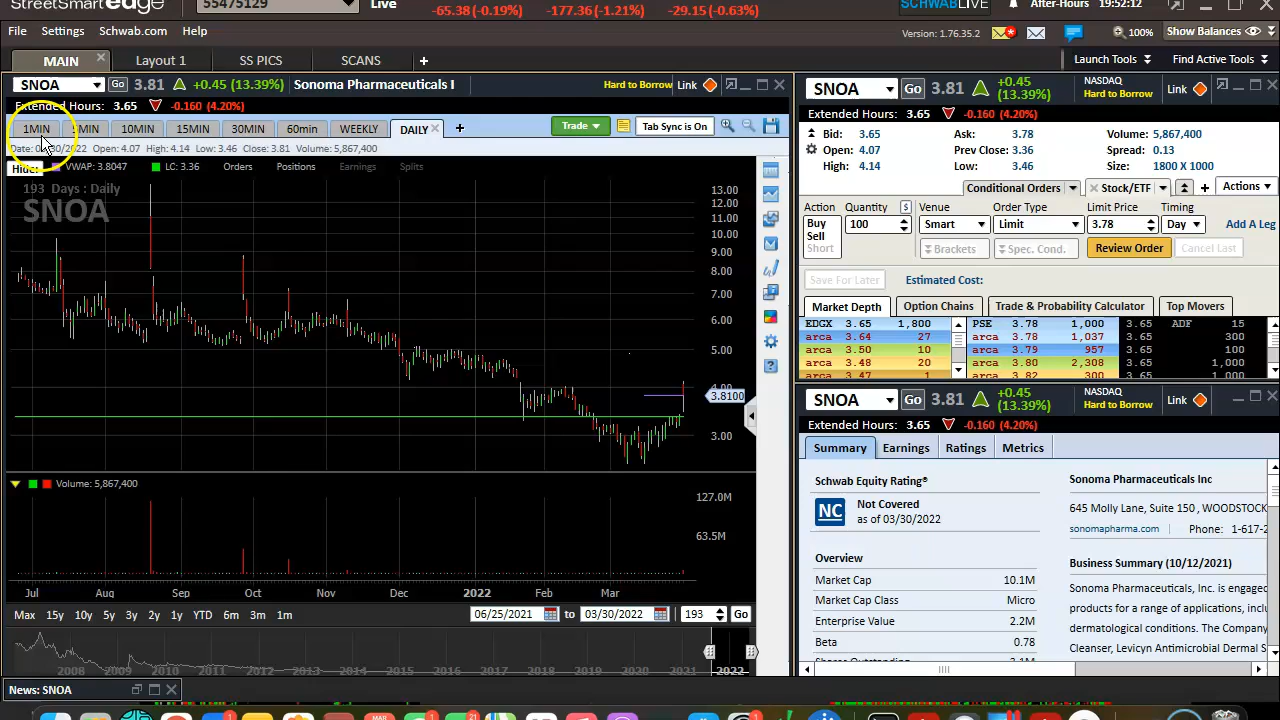 StreetSmart edge
55475129
Live
-65.38 (-0.19%) -177.36 (-1.21%) -29.15 (-0.63%)
SCHWABLIVE
After-Hours 19:52:12
File Settings Schwab.com Help
Version: 1.76.35.2
100%
Show Balances
MAIN Layout 1 SS PICS SCANS +
Launch Tools Find Active Tools
SNOA Go 3.81 +0.45 (13.39%) Sonoma Pharmaceuticals I Hard to Borrow Link
Extended Hours: 3.65 -0.160 (4.20%)
1MIN 5MIN 10MIN 15MIN 30MIN 60min WEEKLY DAILY +
Trade Tab Sync is On
Open: 4.07 High: 4.14 Low: 3.46 Close: 3.81 Volume: 5,867,400
Hide: VWAP: 3.8047 LC: 3.36 Orders Positions Earnings Splits
193 Days : Daily
SNOA
13.00
12.00
11.00
10.00
9.00
8.00
7.00
6.00
5.00
4.00
3.8100
3.00
Volume: 5,867,400
127.0M
63.5M
Jul Aug Sep Oct Nov Dec 2022 Feb Mar
Max 15y 10y 5y 3y 2y 1y YTD 6m 3m 1m
06/25/2021 to 03/30/2022 193 Go
2008 2009 2010 2011 2012 2013 2014 2015 2016 2017 2018 2019 2020 2021 2022
News: SNOA
SNOA Go 3.81 +0.45 (13.39%) NASDAQ Hard to Borrow Link
Extended Hours: 3.65 -0.160 (4.20%)
Bid: 3.65 Ask: 3.78 Volume: 5,867,400
Open: 4.07 Prev Close: 3.36 Spread: 0.13
High: 4.14 Low: 3.46 Size: 1800 X 1000
Conditional Orders Stock/ETF + Actions
Action Quantity $ Venue Order Type Limit Price Timing
Buy
Sell
Short
100 Smart Limit 3.78 Day Add A Leg
Brackets Spec. Cond. Review Order Cancel Last
Save For Later Estimated Cost:
Market Depth Option Chains Trade & Probability Calculator Top Movers
EDGX 3.65 1,800 PSE 3.78 1,000 3.65 ADF 15
arca 3.64 27 arca 3.78 1,037 3.65 300
arca 3.50 10 arca 3.79 957 3.65 100
arca 3.48 20 arca 3.80 2,308 3.65 1,000
arca 3.47 1 arca 3.82 300 3.65
SNOA Go 3.81 +0.45 (13.39%) NASDAQ Hard to Borrow Link
Extended Hours: 3.65 -0.160 (4.20%)
Summary Earnings Ratings Metrics
Schwab Equity Rating®
NC Not Covered
as of 03/30/2022
Overview
Market Cap 10.1M
Market Cap Class Micro
Enterprise Value 2.2M
Beta 0.78
Shares Outstanding 3.1M
Sonoma Pharmaceuticals Inc
645 Molly Lane, Suite 150 , WOODSTOCK
sonomapharma.com Phone: 1-617-2
Business Summary (10/12/2021)
Sonoma Pharmaceuticals, Inc. is engaged
products for a range of applications, inclu
dermatological conditions. The Company
Cleanser, Levicyn Antimicrobial Dermal S